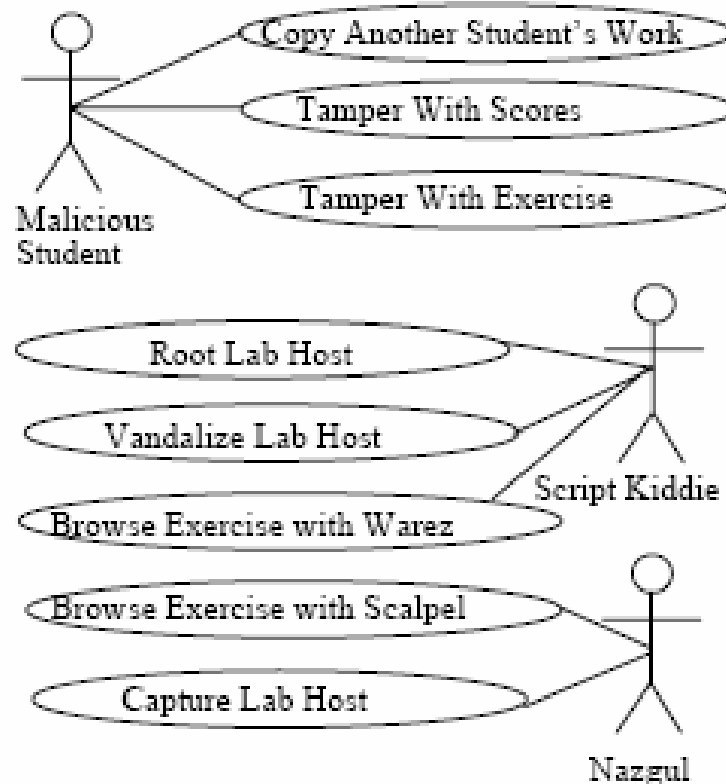 Copy Another Student's Work
Tamper With Scores
Tamper With Exercise
Malicious
Student
Root Lab Host
Vandalize Lab Host
Script Kiddie
Browse Exercise with Warez
Browse Exercise with Scalpel
Capture Lab Host
Nazgul